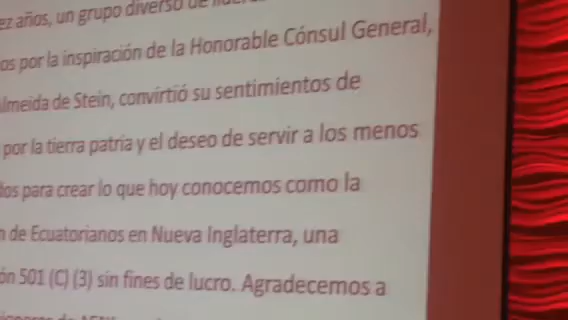 ez años, un grupo diverso de
os por la inspiración de la Honorable Cónsul General,
lmeida de Stein, convirtió su sentimientos de
por la tierra patria y el deseo de servir a los menos
dos para crear lo que hoy conocemos como la
n de Ecuatorianos en Nueva Inglaterra, una
ón 501 (C) (3) sin fines de lucro. Agradecemos a